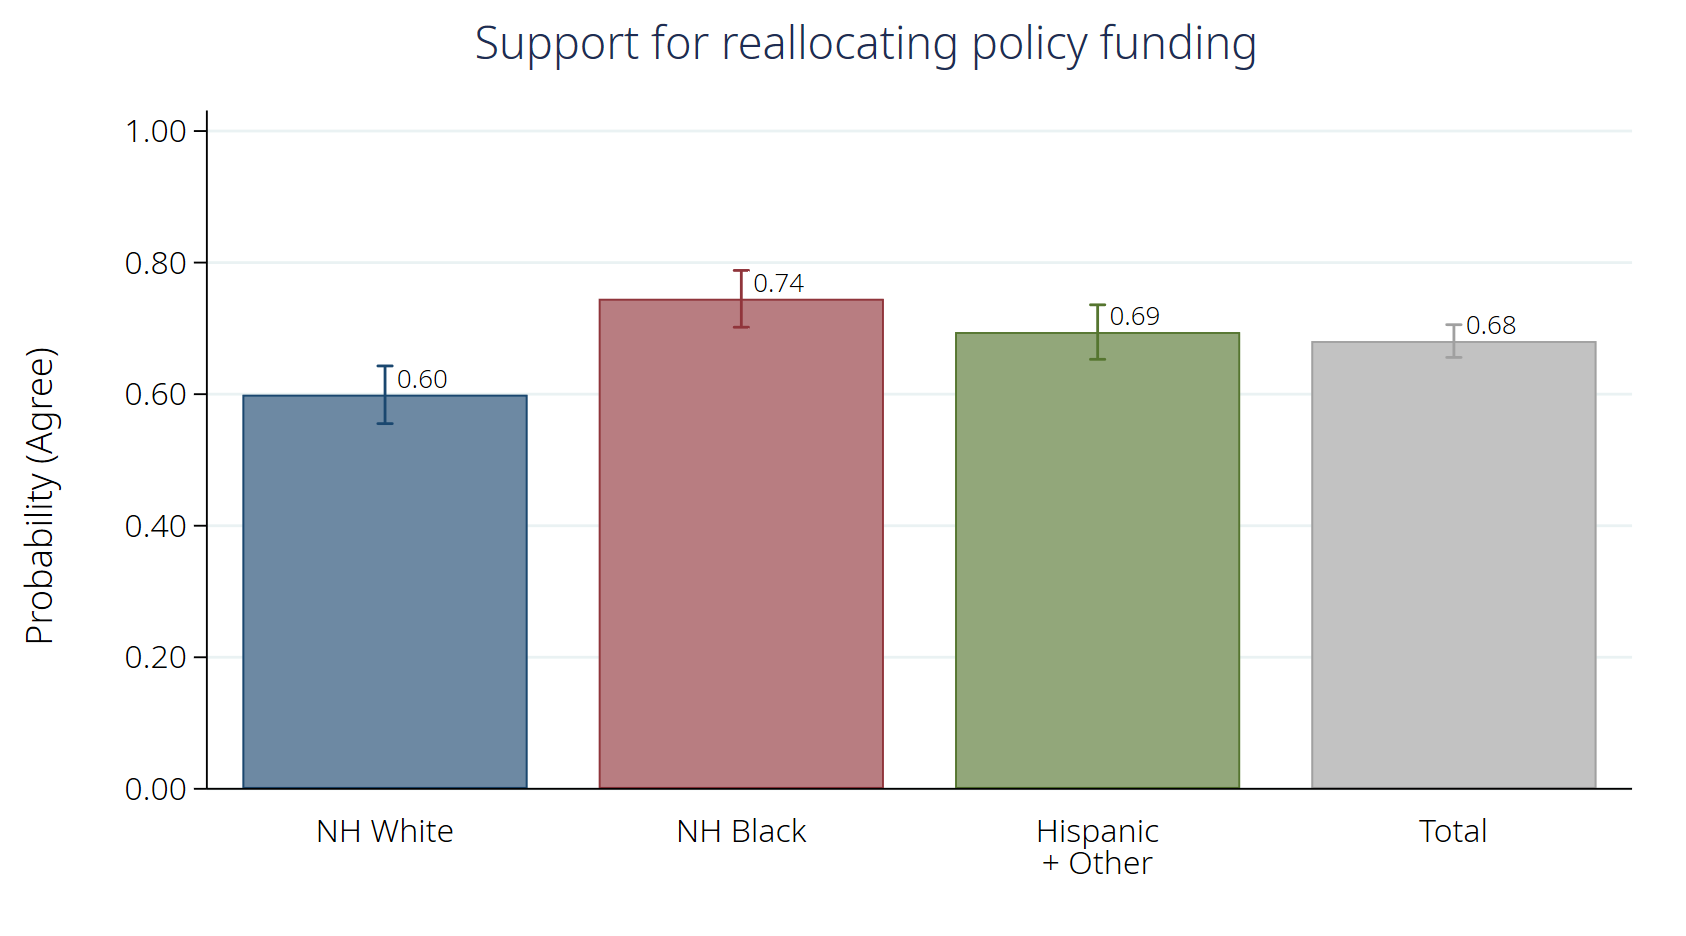 Support for reallocating policy funding
Probability (Agree)
1.00
0.80
0.60
0.40
0.20
0.00
0.60
0.74
0.69
0.68
NH White
NH Black
Hispanic
+ Other
Total